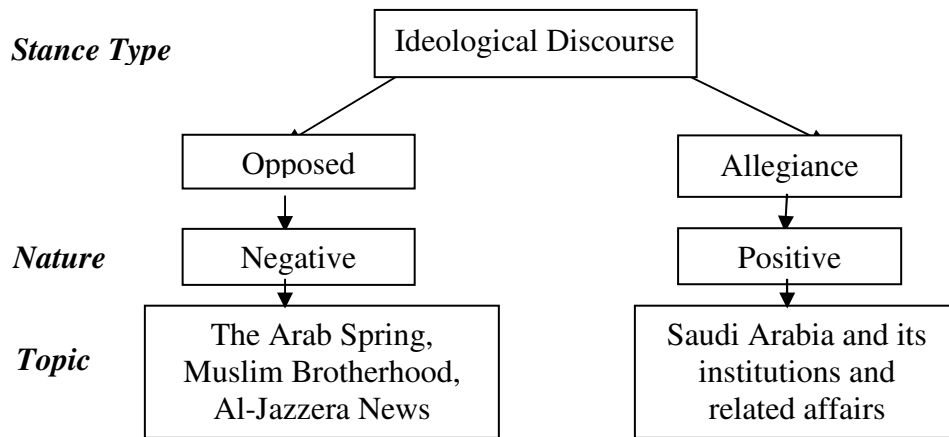 Stance Type
Ideological Discourse
Opposed
Allegiance
Nature
Negative
Positive
Topic
The Arab Spring,
Muslim Brotherhood,
Al-Jazzera News
Saudi Arabia and its
institutions and
related affairs